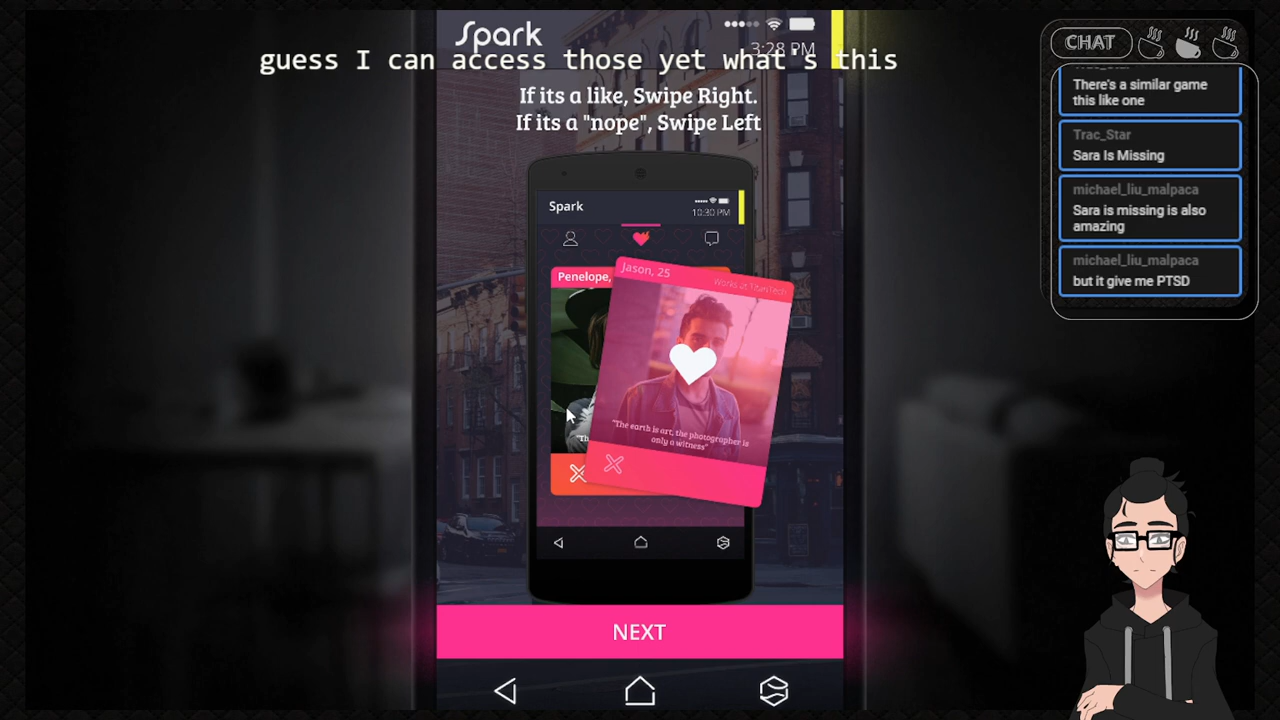 Spark
3:28 PM
guess I can access those yet what's this
If its a like, Swipe Right.
If its a "nope", Swipe Left
Spark
10:30 PM
Penelope,
Jason, 25
Works at TitanTech
"The earth is art, the photographer is
only a witness"
NEXT
CHAT
There's a similar game
this like one
Trac_Star
Sara Is Missing
michael_liu_malpaca
Sara is missing is also
amazing
michael_liu_malpaca
but it give me PTSD